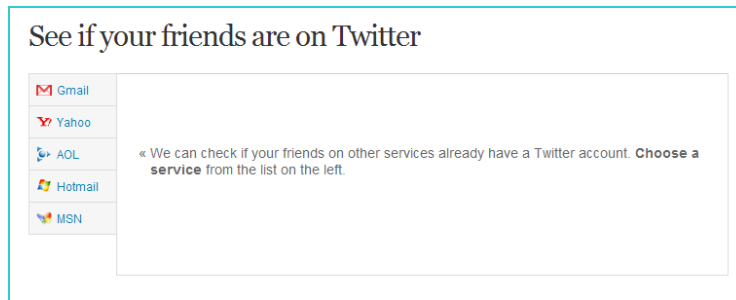 See if your friends are on Twitter
Gmail
Yahoo
AOL
Hotmail
MSN
« We can check if your friends on other services already have a Twitter account. Choose a
service from the list on the left.